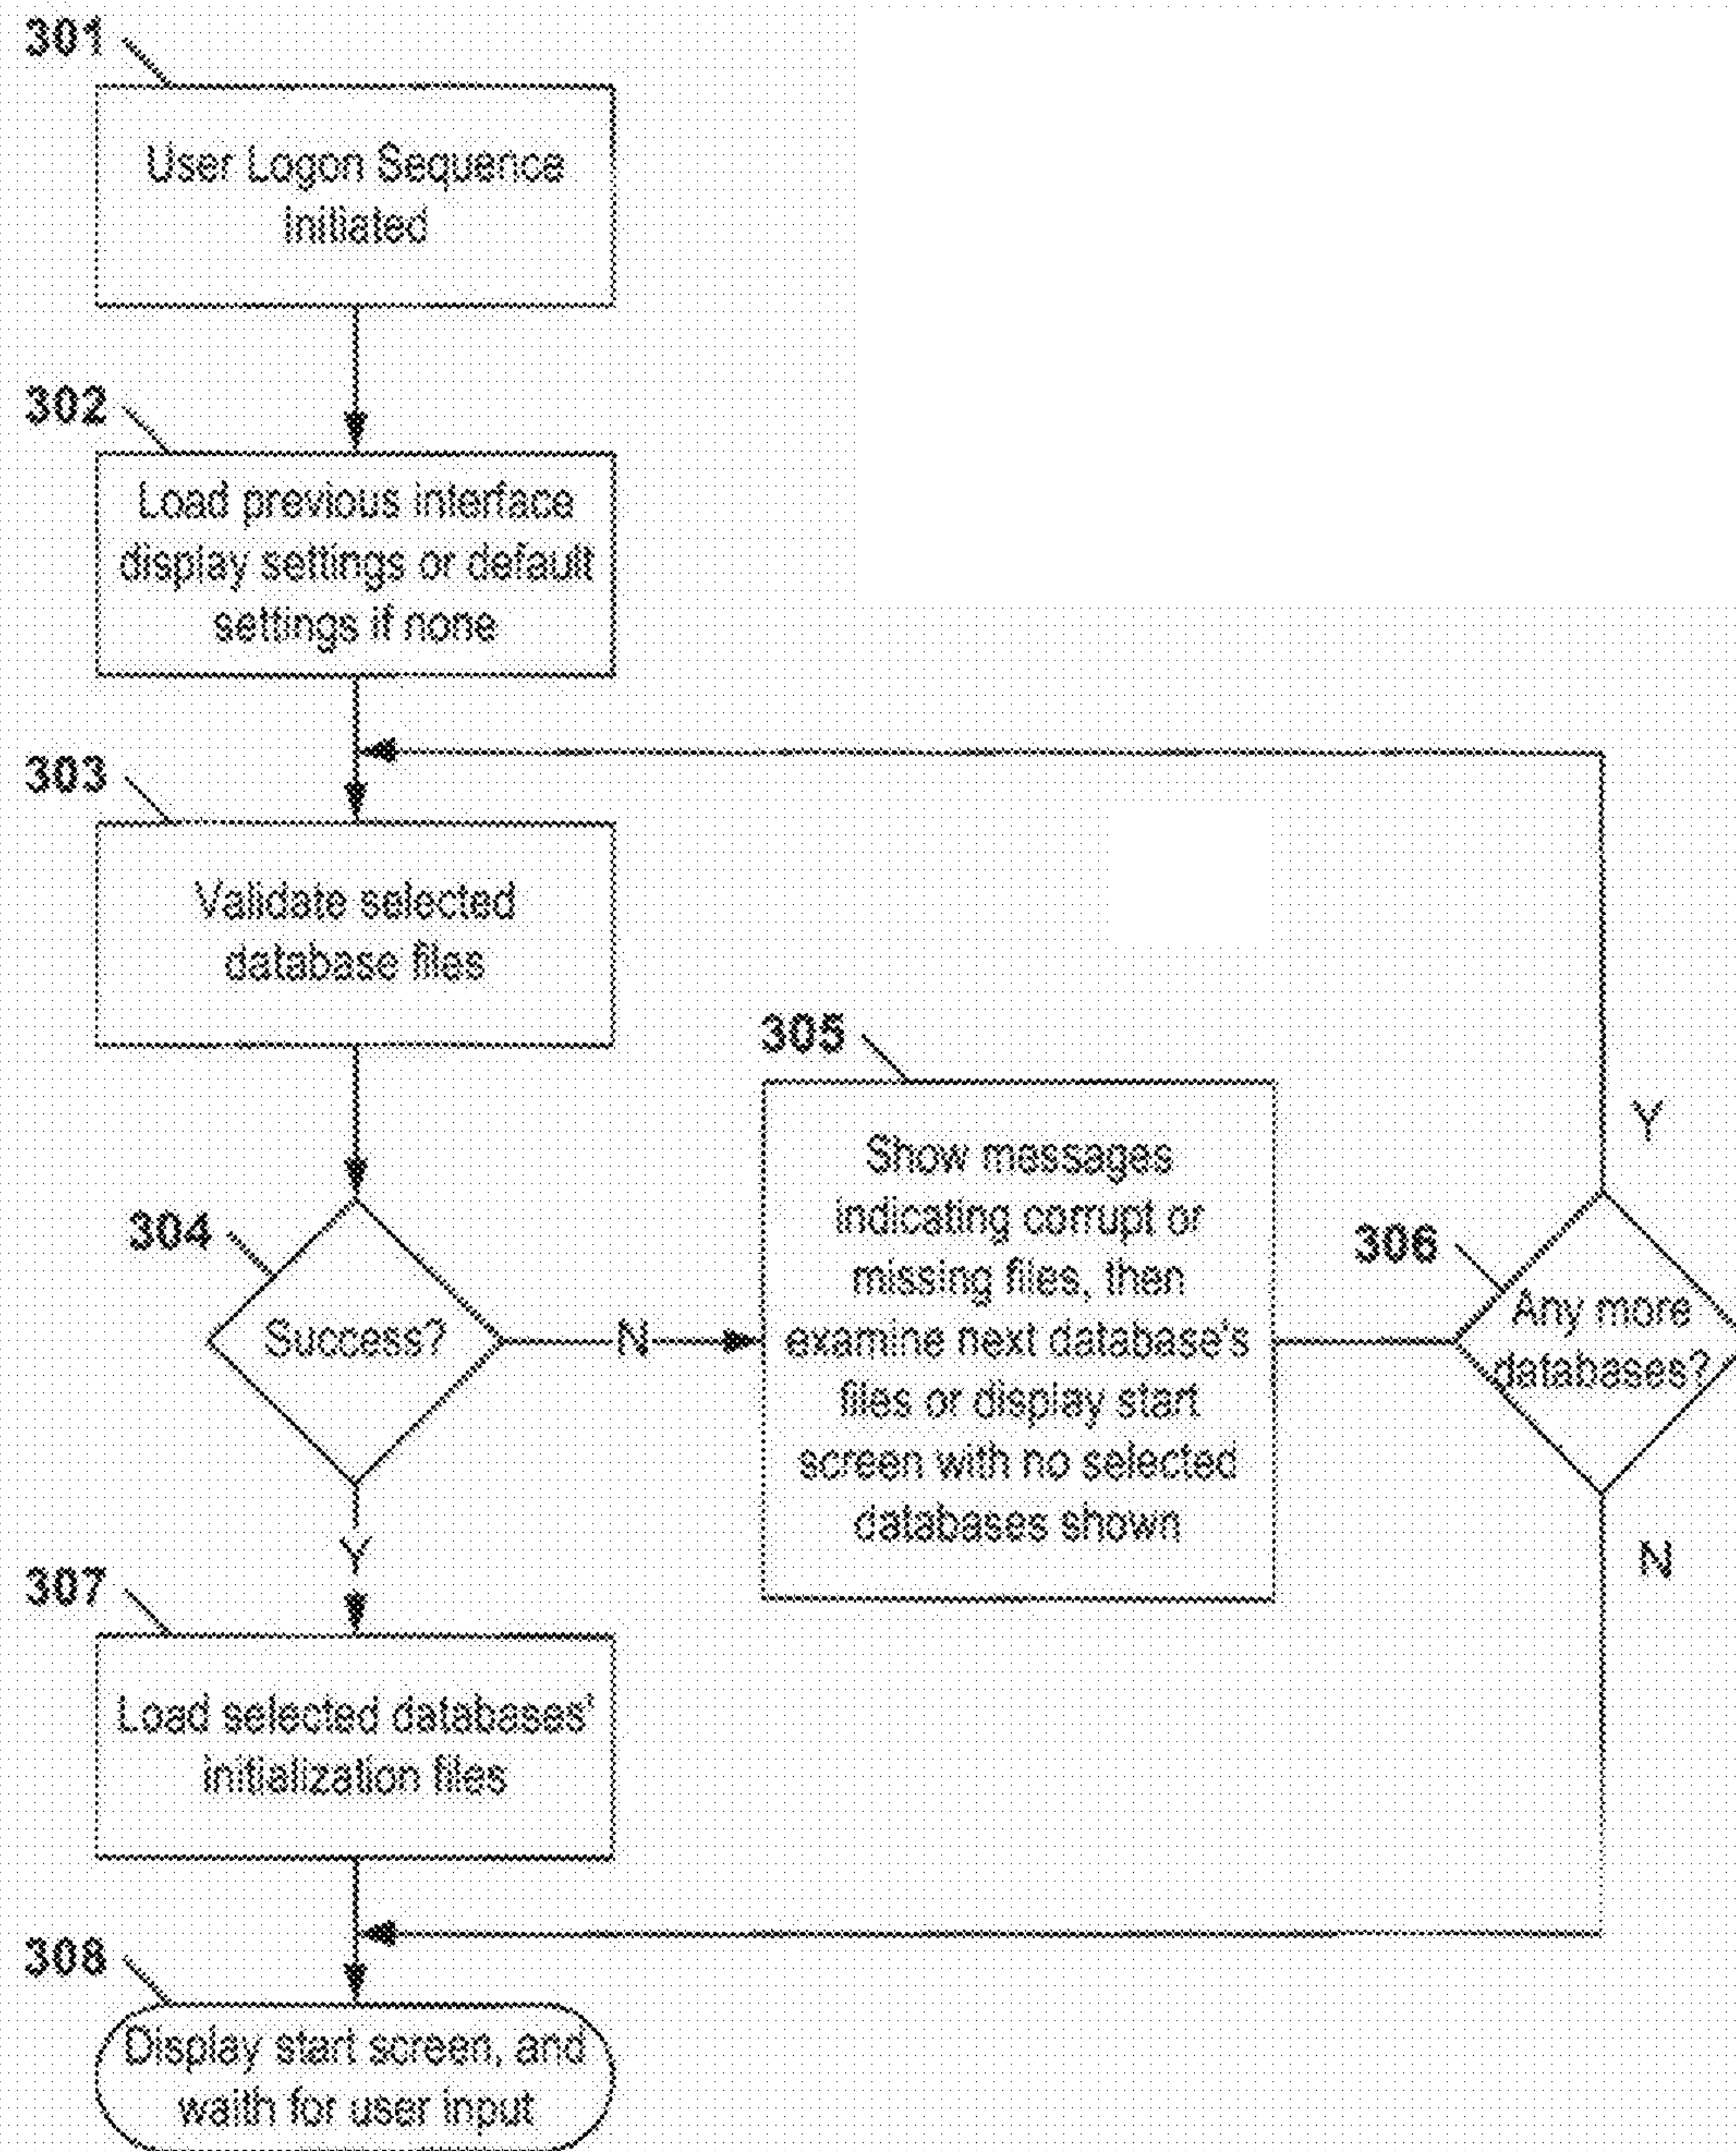 301
User Logon Sequence
initiated
302
Load previous interface
display settings or default
settings if none
303
Validate selected
database files
304
Success?
N
Y
305
Show messages
indicating corrupt or
missing files, then
examine next database's
files or display start
screen with no selected
databases shown
306
Any more
databases?
Y
N
307
Load selected databases'
initialization files
308
Display start screen, and
waith for user input